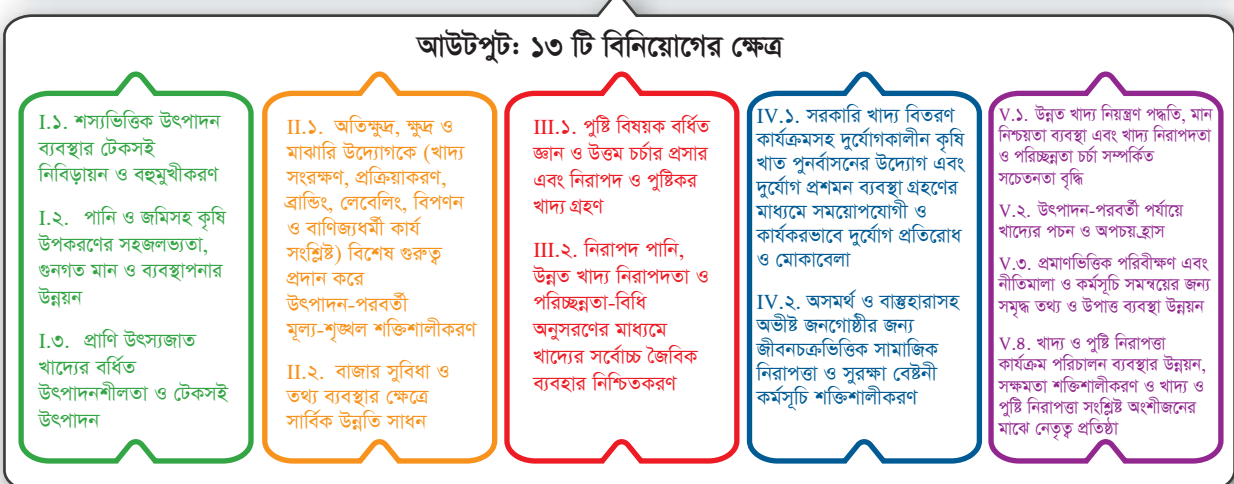 আউটপুট: ১৩ টি বিনিয়োগের ক্ষেত্র
I.১. শস্যভিত্তিক উৎপাদন
ব্যবস্থার টেকসই
নিবিড়ায়ন ও বহুমুখীকরণ
I.২. পানি ও জমিসহ কৃষি
উপকরণের সহজলভ্যতা,
গুনগত মান ও ব্যবস্থাপনার
উন্নয়ন
I.৩. প্রাণি উৎস্যজাত
খাদ্যের বর্ধিত
উৎপাদনশীলতা ও টেকসই
উৎপাদন
II.১. অতিক্ষুদ্র, ক্ষুদ্র ও
মাঝারি উদ্যোগকে (খাদ্য
সংরক্ষণ, প্রক্রিয়াকরণ,
ব্রান্ডিং, লেবেলিং, বিপণন
ও বাণিজ্যধর্মী কার্য
সংশ্লিষ্ট) বিশেষ গুরুত্ব
প্রদান করে
উৎপাদন-পরবর্তী
মূল্য-শৃঙ্খল শক্তিশালীকরণ
II.২. বাজার সুবিধা ও
তথ্য ব্যবস্থার ক্ষেত্রে
সার্বিক উন্নতি সাধন
III.১. পুষ্টি বিষয়ক বর্ধিত
জ্ঞান ও উত্তম চর্চার প্রসার
এবং নিরাপদ ও পুষ্টিকর
খাদ্য গ্রহণ
III.২. নিরাপদ পানি,
উন্নত খাদ্য নিরাপদতা ও
পরিচ্ছন্নতা-বিধি
অনুসরণের মাধ্যমে
খাদ্যের সর্বোচ্চ জৈবিক
ব্যবহার নিশ্চিতকরণ
IV.১. সরকারি খাদ্য বিতরণ
কার্যক্রমসহ দুর্যোগকালীন কৃষি
খাত পুনর্বাসনের উদ্যোগ এবং
দুর্যোগ প্রশমন ব্যবস্থা গ্রহণের
মাধ্যমে সময়োপযোগী ও
কার্যকরভাবে দুর্যোগ প্রতিরোধ
ও মোকাবেলা
IV.২. অসমর্থ ও বাস্তুহারাসহ
অভীষ্ট জনগোষ্ঠীর জন্য
জীবনচক্রভিত্তিক সামাজিক
নিরাপত্তা ও সুরক্ষা বেষ্টনী
কর্মসূচি শক্তিশালীকরণ
V.১. উন্নত খাদ্য নিয়ন্ত্রণ পদ্ধতি, মান
নিশ্চয়তা ব্যবস্থা এবং খাদ্য নিরাপদতা
ও পরিচ্ছন্নতা চর্চা সম্পর্কিত
সচেতনতা বৃদ্ধি
V.২. উৎপাদন-পরবর্তী পর্যায়ে
খাদ্যের পচন ও অপচয় হ্রাস
V.৩. প্রমাণভিত্তিক পরিবীক্ষণ এবং
নীতিমালা ও কর্মসূচি সমন্বয়ের জন্য
সমৃদ্ধ তথ্য ও উপাত্ত ব্যবস্থা উন্নয়ন
V.৪. খাদ্য ও পুষ্টি নিরাপত্তা
কার্যক্রম পরিচালন ব্যবস্থার উন্নয়ন,
সক্ষমতা শক্তিশালীকরণ ও খাদ্য ও
পুষ্টি নিরাপত্তা সংশ্লিষ্ট অংশীজনের
মাঝে নেতৃত্ব প্রতিষ্ঠা